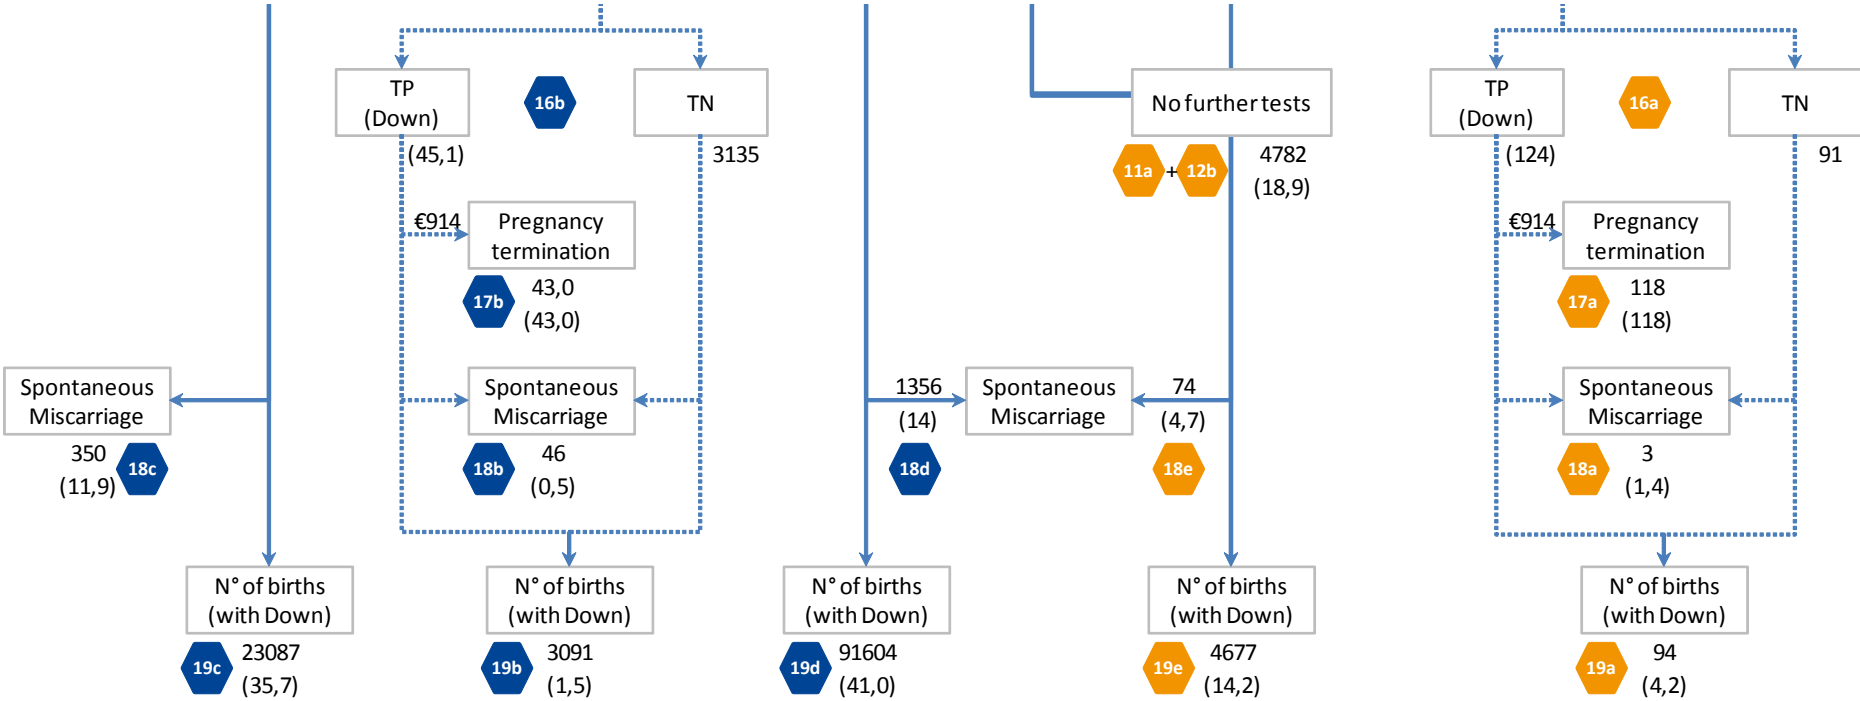 TP
(Down)
16b
TN
No further tests
TP
(Down)
16a
TN
(45,1)
3135
11a + 12b
4782
(18,9)
(124)
91
€914
Pregnancy
termination
€914
Pregnancy
termination
17b
43,0
(43,0)
17a
118
(118)
Spontaneous
Miscarriage
Spontaneous
Miscarriage
1356
(14)
Spontaneous
Miscarriage
74
(4,7)
Spontaneous
Miscarriage
350
(11,9)
18c
18b
46
(0,5)
18d
18e
18a
3
(1,4)
N° of births
(with Down)
N° of births
(with Down)
N° of births
(with Down)
N° of births
(with Down)
N° of births
(with Down)
19c
23087
(35,7)
19b
3091
(1,5)
19d
91604
(41,0)
19e
4677
(14,2)
19a
94
(4,2)